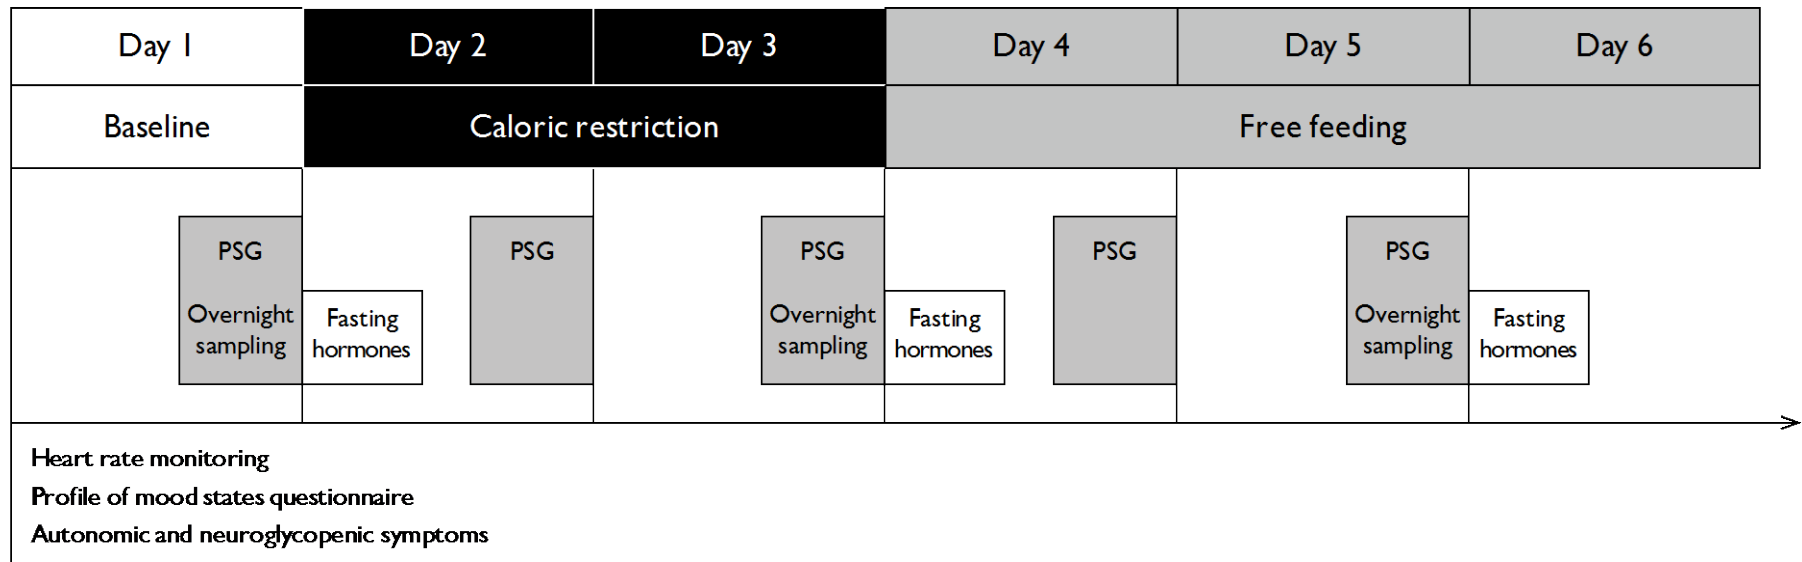 Day 1 Day 2 Day 3 Day 4 Day 5 Day 6
Baseline Caloric restriction Free feeding
PSG PSG PSG PSG PSG
Overnight
sampling
Fasting
hormones
Overnight
sampling
Fasting
hormones
Overnight
sampling
Fasting
hormones
Heart rate monitoring
Profile of mood states questionnaire
Autonomic and neuroglycopenic symptoms